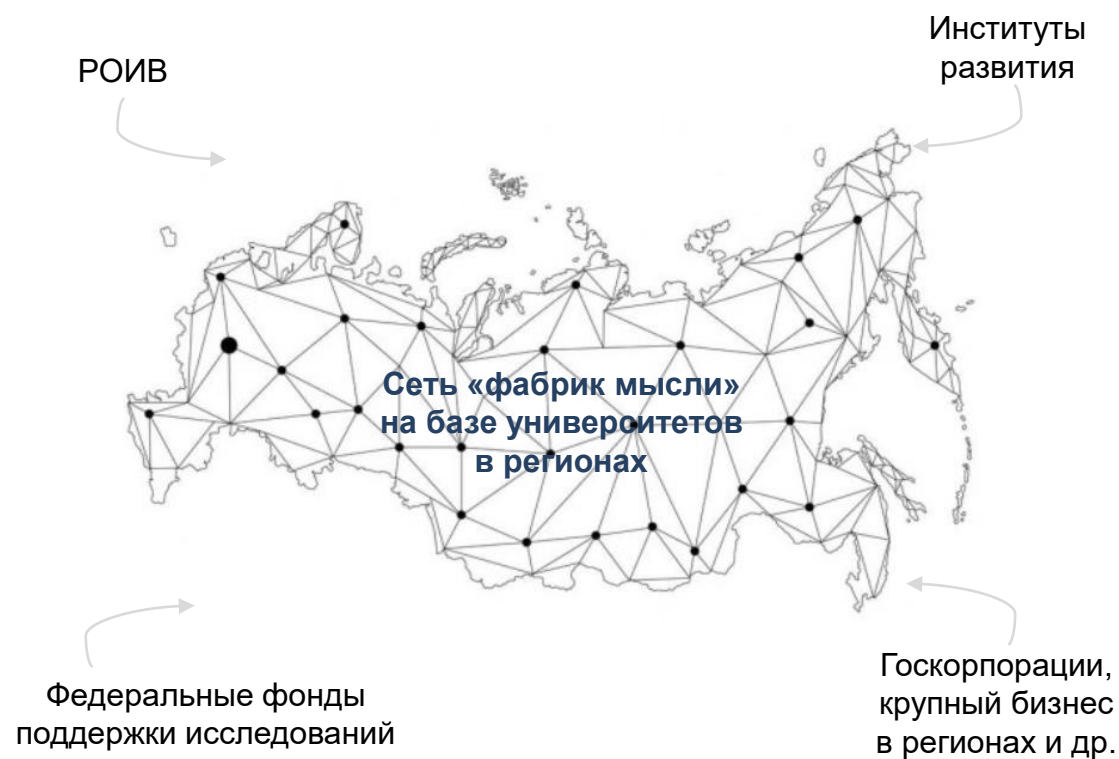 РОИВ
Институты
развития
Сеть «фабрик мысли»
на базе университетов
в регионах
Федеральные фонды
поддержки исследований
Госкорпорации,
крупный бизнес
в регионах и др.